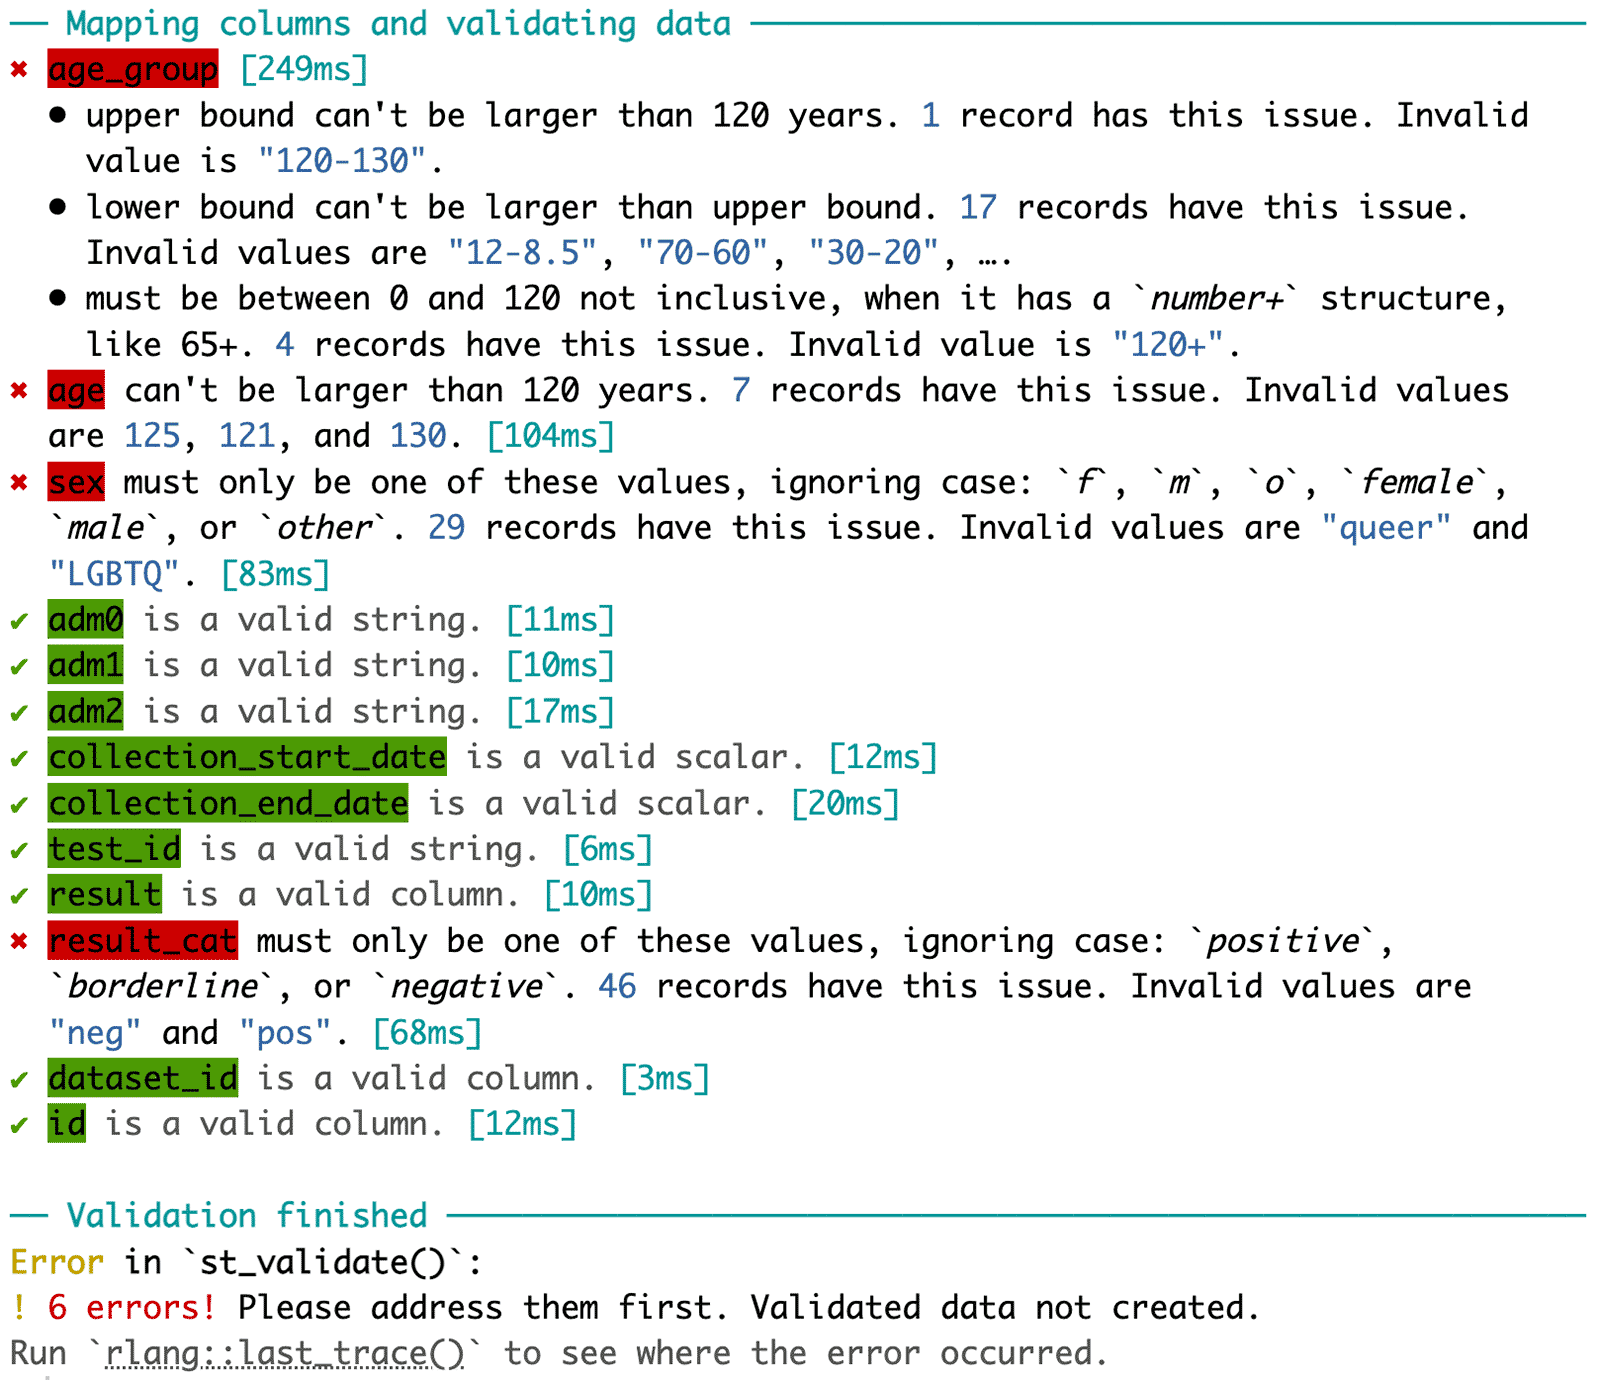 ── Mapping columns and validating data ──
✖ age_group [249ms]
● upper bound can't be larger than 120 years. 1 record has this issue. Invalid
value is "120-130".
● lower bound can't be larger than upper bound. 17 records have this issue.
Invalid values are "12-8.5", "70-60", "30-20", ….
● must be between 0 and 120 not inclusive, when it has a `number+` structure,
like 65+. 4 records have this issue. Invalid value is "120+".
✖ age can't be larger than 120 years. 7 records have this issue. Invalid values
are 125, 121, and 130. [104ms]
✖ sex must only be one of these values, ignoring case: `f`, `m`, `o`, `female`,
`male`, or `other`. 29 records have this issue. Invalid values are "queer" and
"LGBTQ". [83ms]
✔ adm0 is a valid string. [11ms]
✔ adm1 is a valid string. [10ms]
✔ adm2 is a valid string. [17ms]
✔ collection_start_date is a valid scalar. [12ms]
✔ collection_end_date is a valid scalar. [20ms]
✔ test_id is a valid string. [6ms]
✔ result is a valid column. [10ms]
✖ result_cat must only be one of these values, ignoring case: `positive`,
`borderline`, or `negative`. 46 records have this issue. Invalid values are
"neg" and "pos". [68ms]
✔ dataset_id is a valid column. [3ms]
✔ id is a valid column. [12ms]
── Validation finished ──
Error in `st_validate()`:
! 6 errors! Please address them first. Validated data not created.
Run `rlang::last_trace()` to see where the error occurred.